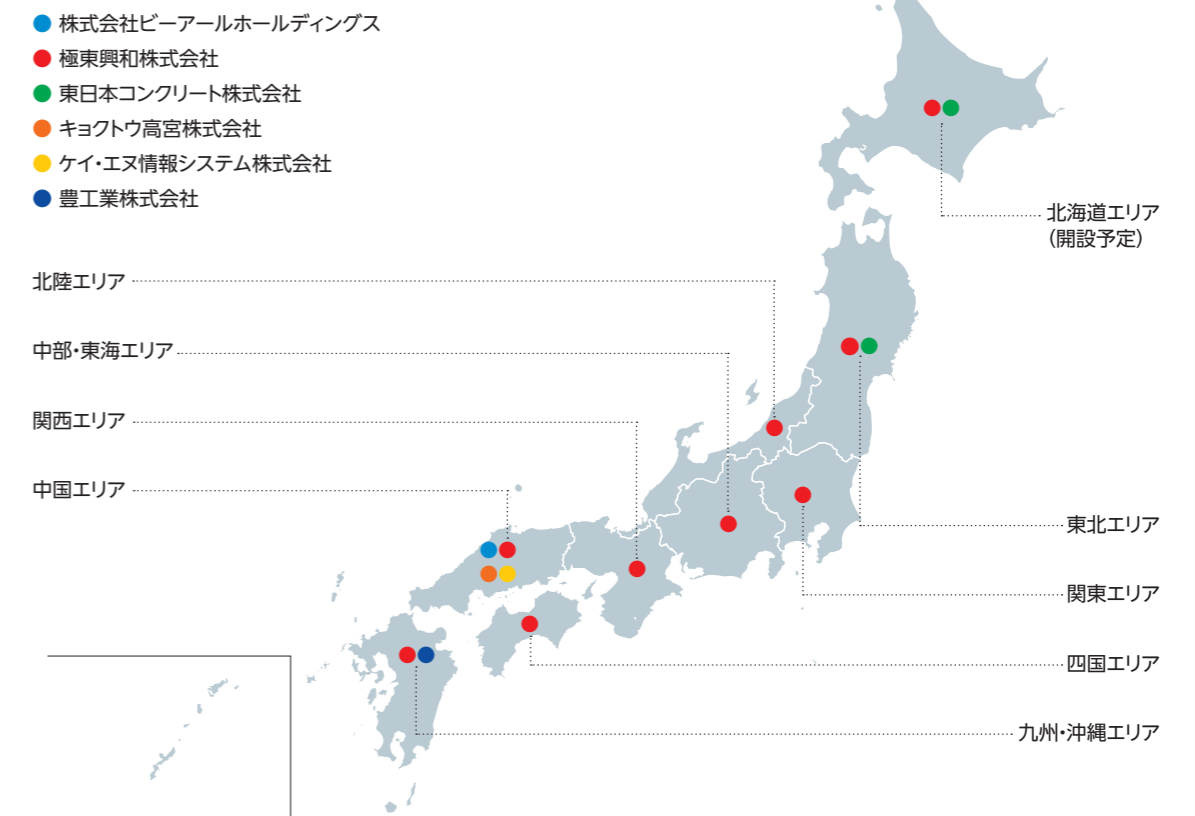 株式会社ビーアールホールディングス
極東興和株式会社
東日本コンクリート株式会社
キョクトウ高宮株式会社
ケイ・エヌ情報システム株式会社
豊工業株式会社
北海道エリア
（開設予定）
北陸エリア
中部・東海エリア
関西エリア
中国エリア
東北エリア
関東エリア
四国エリア
九州・沖縄エリア